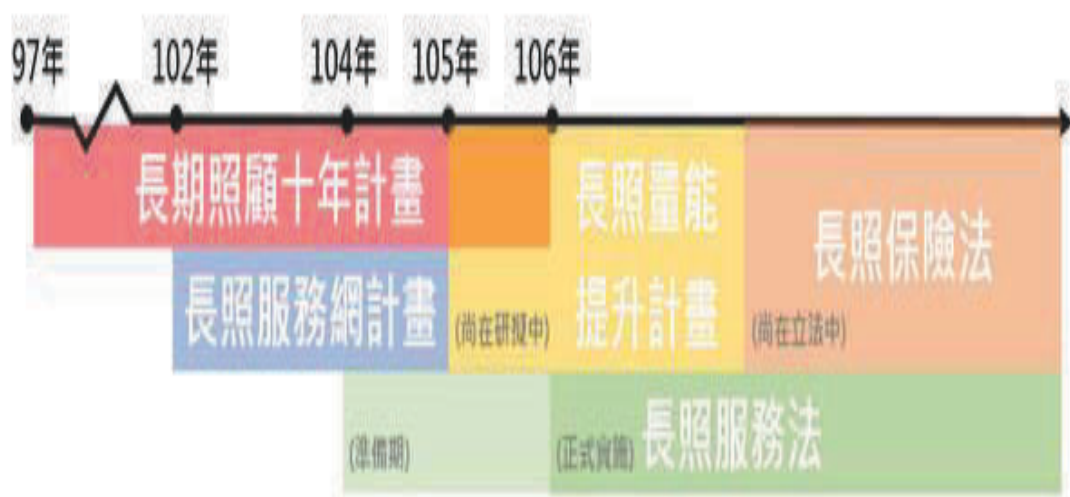 97年 102年 104年 105年 106年
長期照顧十年計畫
長照服務網計畫
(尚在研擬中)
長照量能
提升計畫
長照保險法
(尚在立法中)
(準備期)
(正式實施) 長照服務法